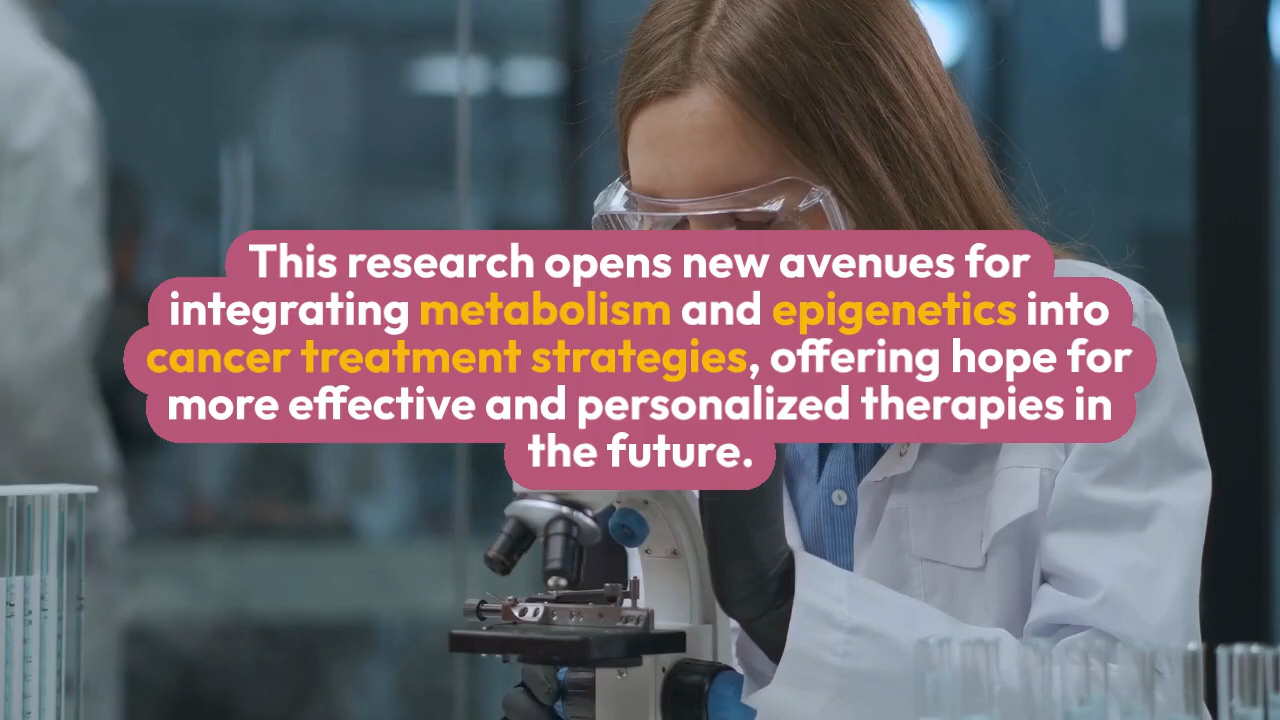 This research opens new avenues for
integrating metabolism and epigenetics into
cancer treatment strategies, offering hope for
more effective and personalized therapies in
the future.